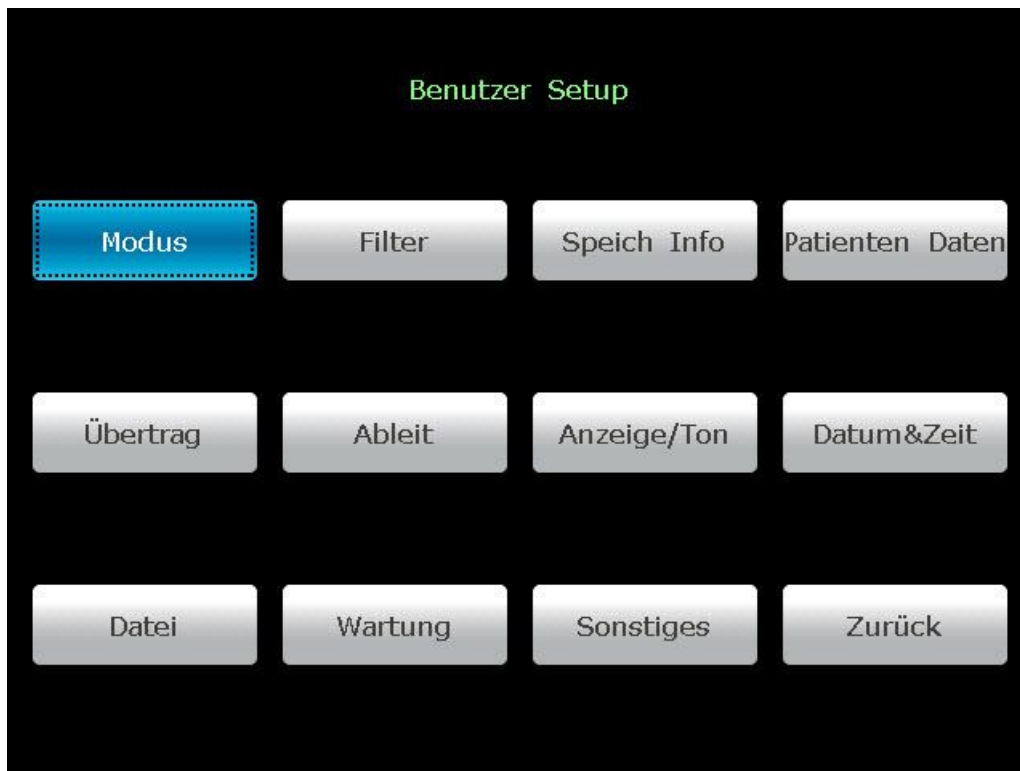 Benutzer Setup
Modus
Filter
Speich Info
Patienten Daten
Übertrag
Ableit
Anzeige/Ton
Datum&Zeit
Datei
Wartung
Sonstiges
Zurück